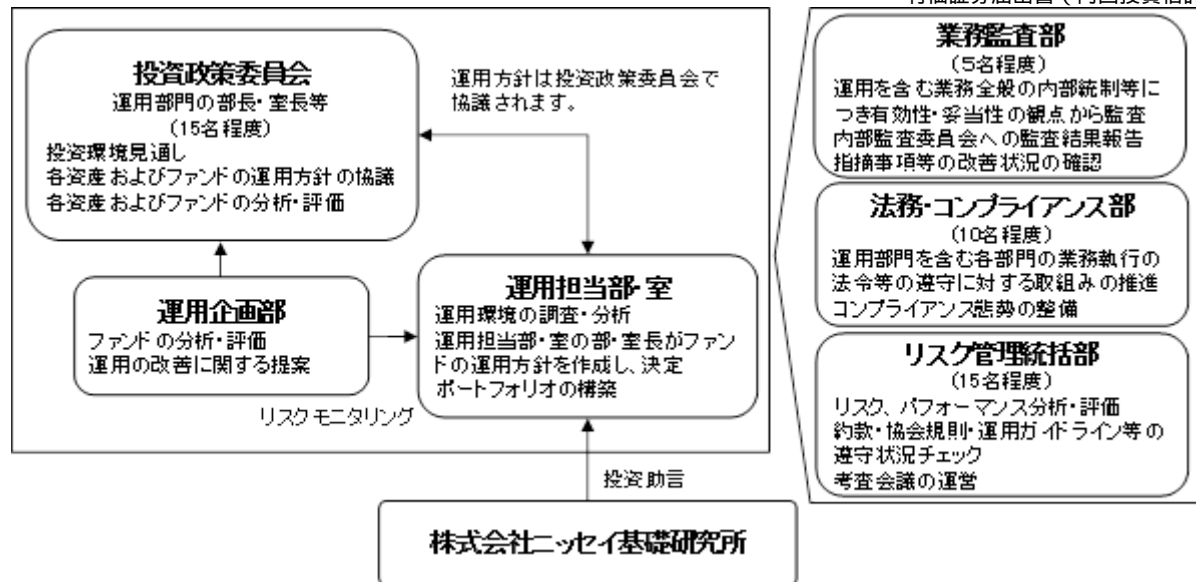 有価証券届出書（内国投資信託
投資政策委員会
運用部門の部長・室長等
(15名程度)
投資環境見通し
各資産およびファンドの運用方針の協議
各資産およびファンドの分析・評価
運用方針は投資政策委員会で
協議されます。
運用企画部
ファンドの分析・評価
運用の改善に関する提案
運用担当部・室
運用環境の調査・分析
運用担当部・室の部・室長がファン
ドの運用方針を作成し、決定
ポートフォリオの構築
リスクモニタリング
投資助言
株式会社ニッセイ基礎研究所
業務監査部
(5名程度)
運用を含む業務全般の内部統制等に
つき有効性・妥当性の観点から監査
内部監査委員会への監査結果報告
指摘事項等の改善状況の確認
法務・コンプライアンス部
(10名程度)
運用部門を含む各部門の業務執行の
法令等の遵守に対する取組みの推進
コンプライアンス態勢の整備
リスク管理統括部
(15名程度)
リスク、パフォーマンス分析・評価
約款・協会規則・運用ガイドライン等の
遵守状況チェック
考査会議の運営